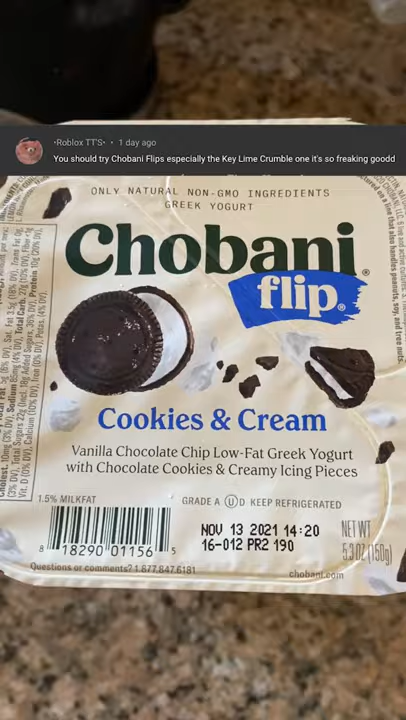 •Roblox TT'S• • 1 day ago
You should try Chobani Flips especially the Key Lime Crumble one it's so freaking goodd
ONLY NATURAL NON-GMO INGREDIENTS
GREEK YOGURT
Chobani®
flip®
Cookies & Cream
Vanilla Chocolate Chip Low-Fat Greek Yogurt
with Chocolate Cookies & Creamy Icing Pieces
1.5% MILKFAT
GRADE A Ⓤ D KEEP REFRIGERATED
NOV 13 2021 14:20
16-012 PR2 190
NET WT
5.3 OZ (150g)
8 18290 01156 5
Questions or comments? 1.877.847.6181
chobani.com